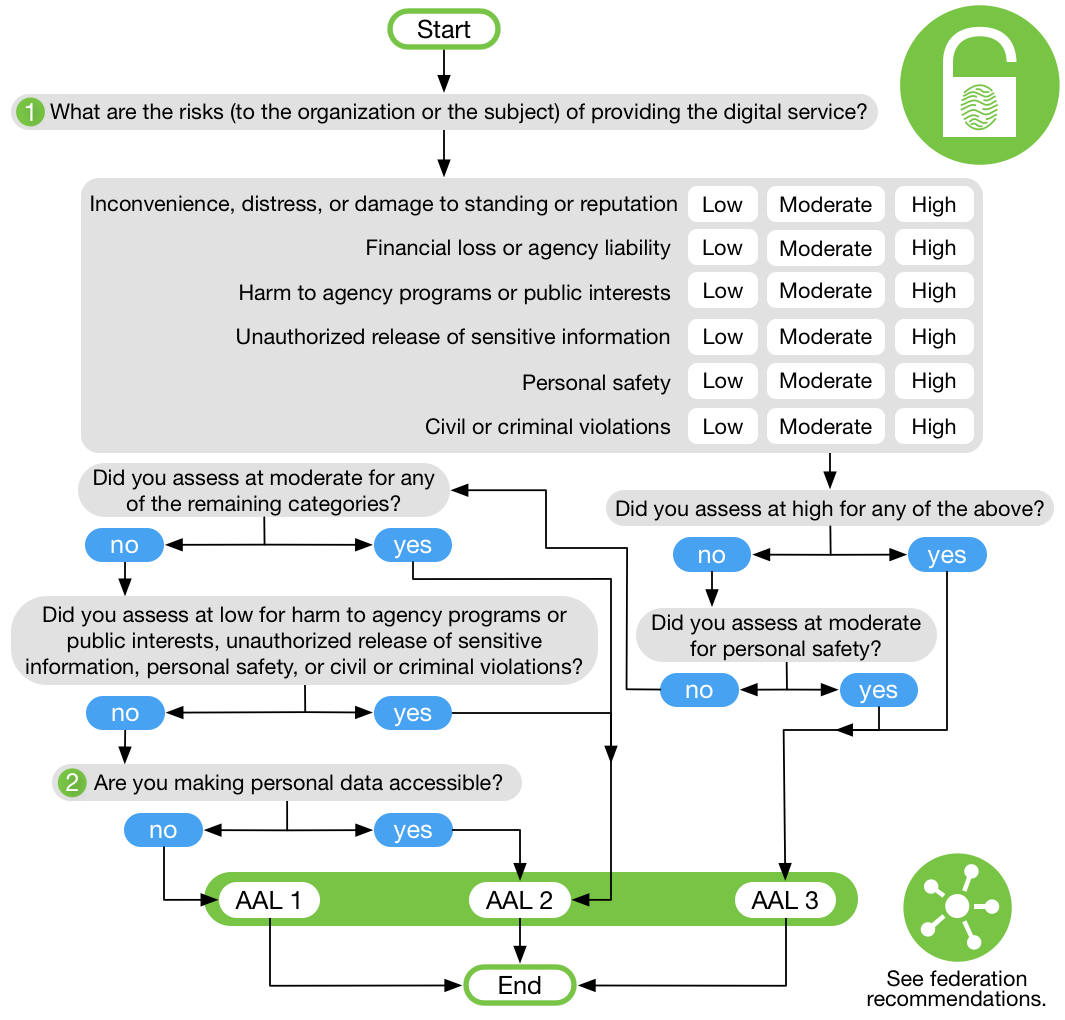 Start
1 What are the risks (to the organization or the subject) of providing the digital service?
Inconvenience, distress, or damage to standing or reputation Low Moderate High
Financial loss or agency liability Low Moderate High
Harm to agency programs or public interests Low Moderate High
Unauthorized release of sensitive information Low Moderate High
Personal safety Low Moderate High
Civil or criminal violations Low Moderate High
Did you assess at high for any of the above?
no yes
Did you assess at moderate
for personal safety?
no yes
Did you assess at moderate for any
of the remaining categories?
no yes
Did you assess at low for harm to agency programs or
public interests, unauthorized release of sensitive
information, personal safety, or civil or criminal violations?
no yes
2 Are you making personal data accessible?
no yes
AAL 1 AAL 2 AAL 3
End
See federation
recommendations.